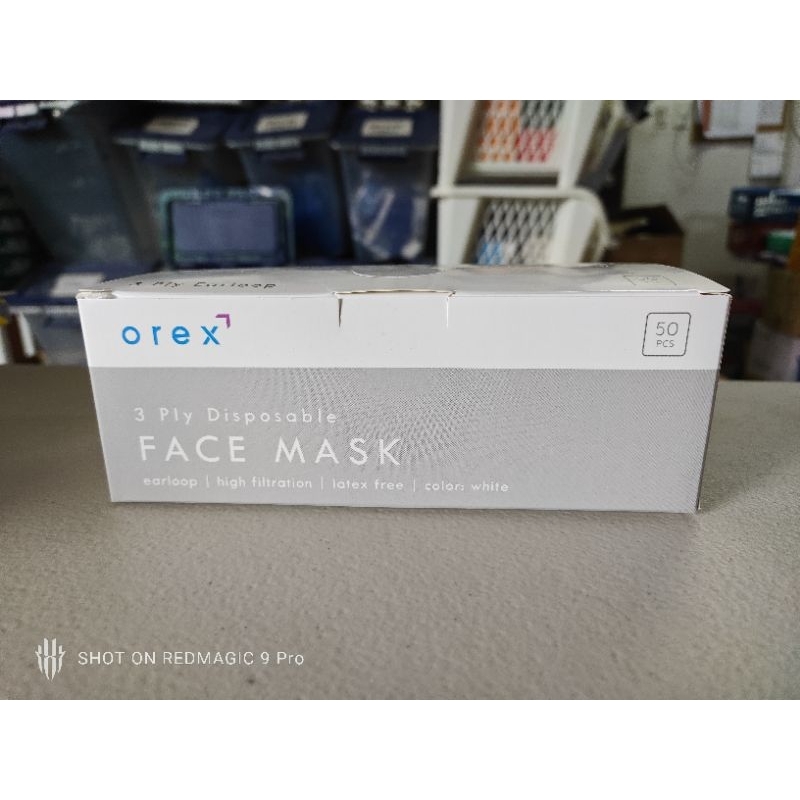 3 Ply Earloop
orex
50
PCS
3 Ply Disposable
FACE MASK
earloop | high filtration | latex free | color: white
SHOT ON REDMAGIC 9 Pro